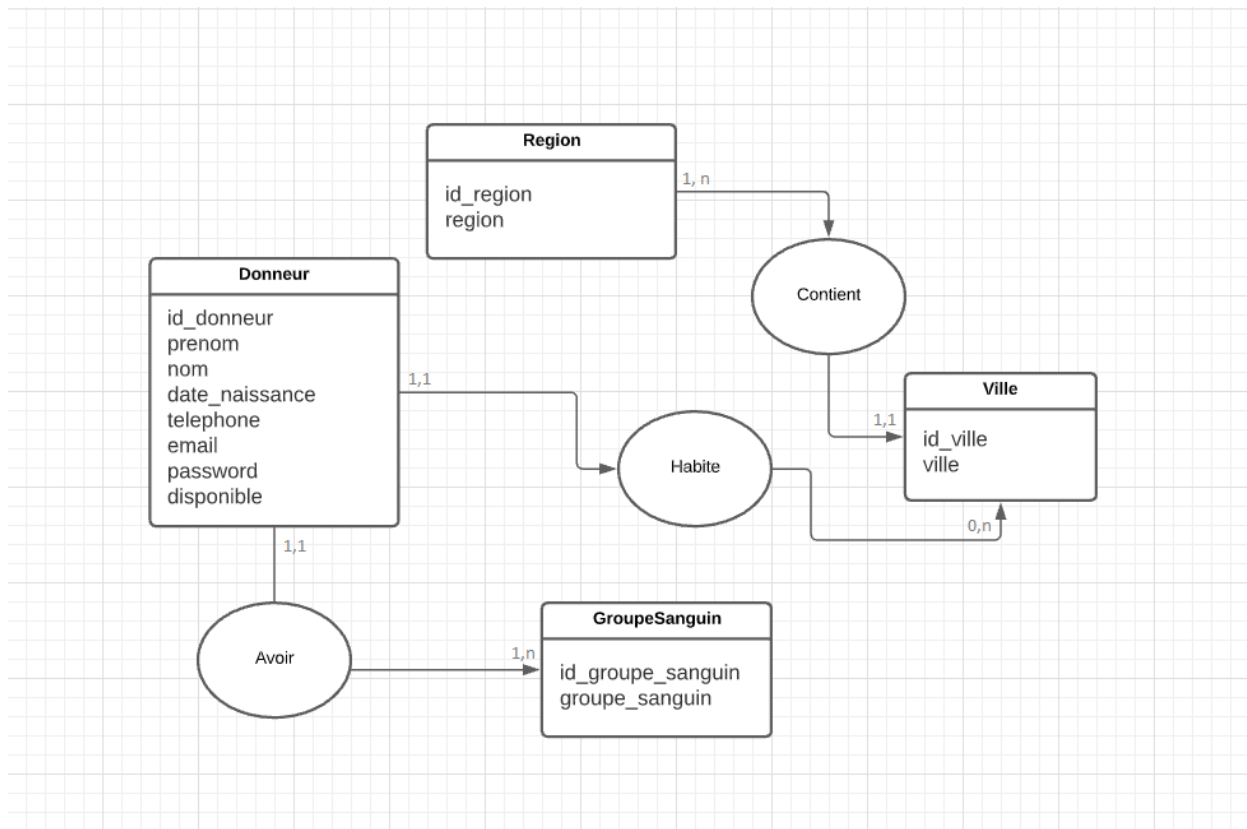 Region
id_region
region
1, n
Contient
Donneur
id_donneur
prenom
nom
date_naissance
telephone
email
password
disponible
1,1
Habite
1,1
Ville
id_ville
ville
0,n
1,1
Avoir
1,n
GroupeSanguin
id_groupe_sanguin
groupe_sanguin